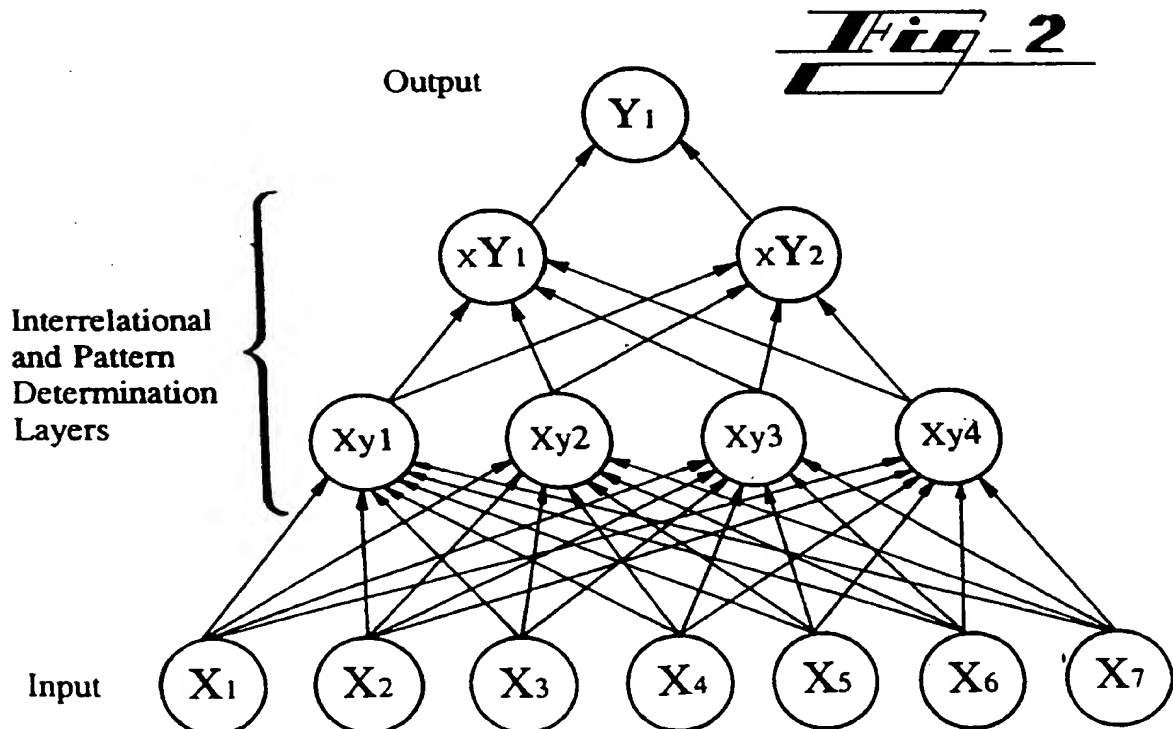 Fig_2
Output
Y1
xY1 xY2
Interrelational
and Pattern
Determination
Layers
Xy1 Xy2 Xy3 Xy4
Input
X1 X2 X3 X4 X5 X6 X7